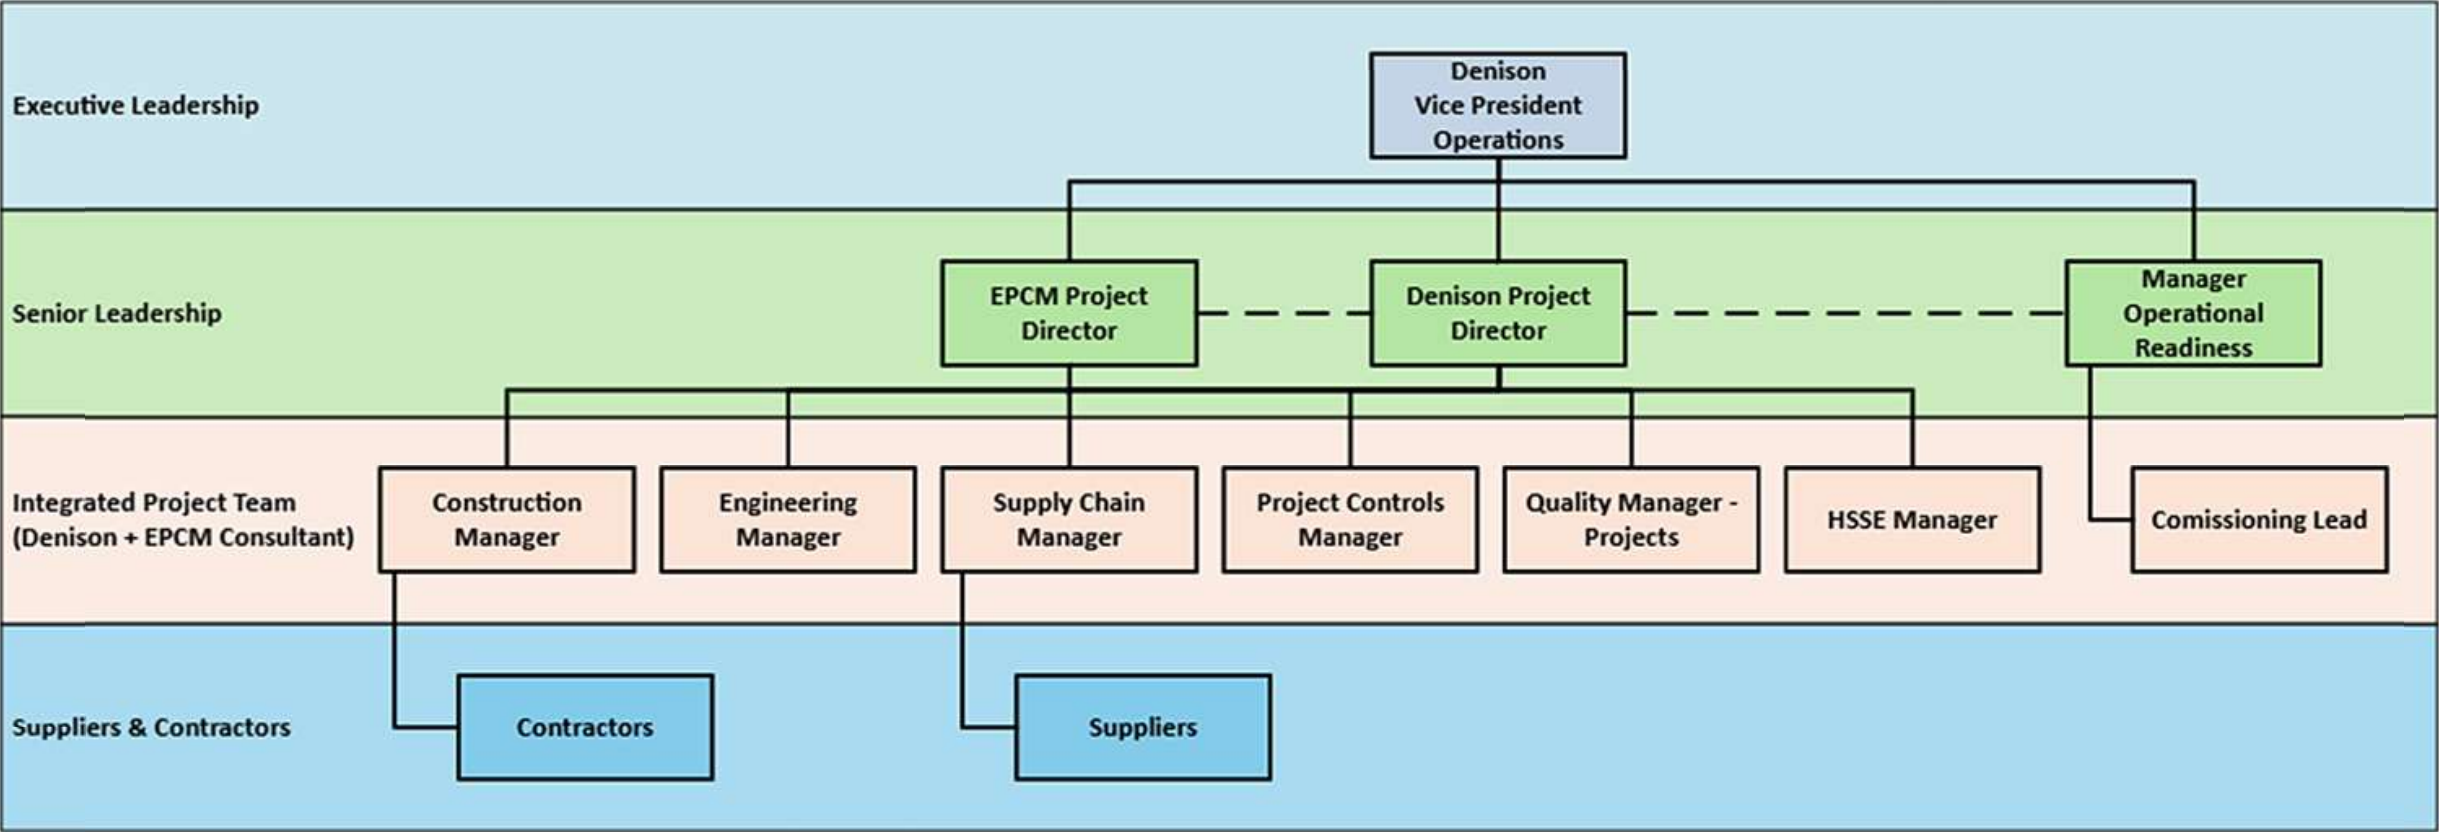 Executive Leadership
Denison
Vice President
Operations
Senior Leadership
EPCM Project
Director
Denison Project
Director
Manager
Operational
Readiness
Integrated Project Team
(Denison + EPCM Consultant)
Construction
Manager
Engineering
Manager
Supply Chain
Manager
Project Controls
Manager
Quality Manager -
Projects
HSSE Manager
Comissioning Lead
Suppliers & Contractors
Contractors
Suppliers